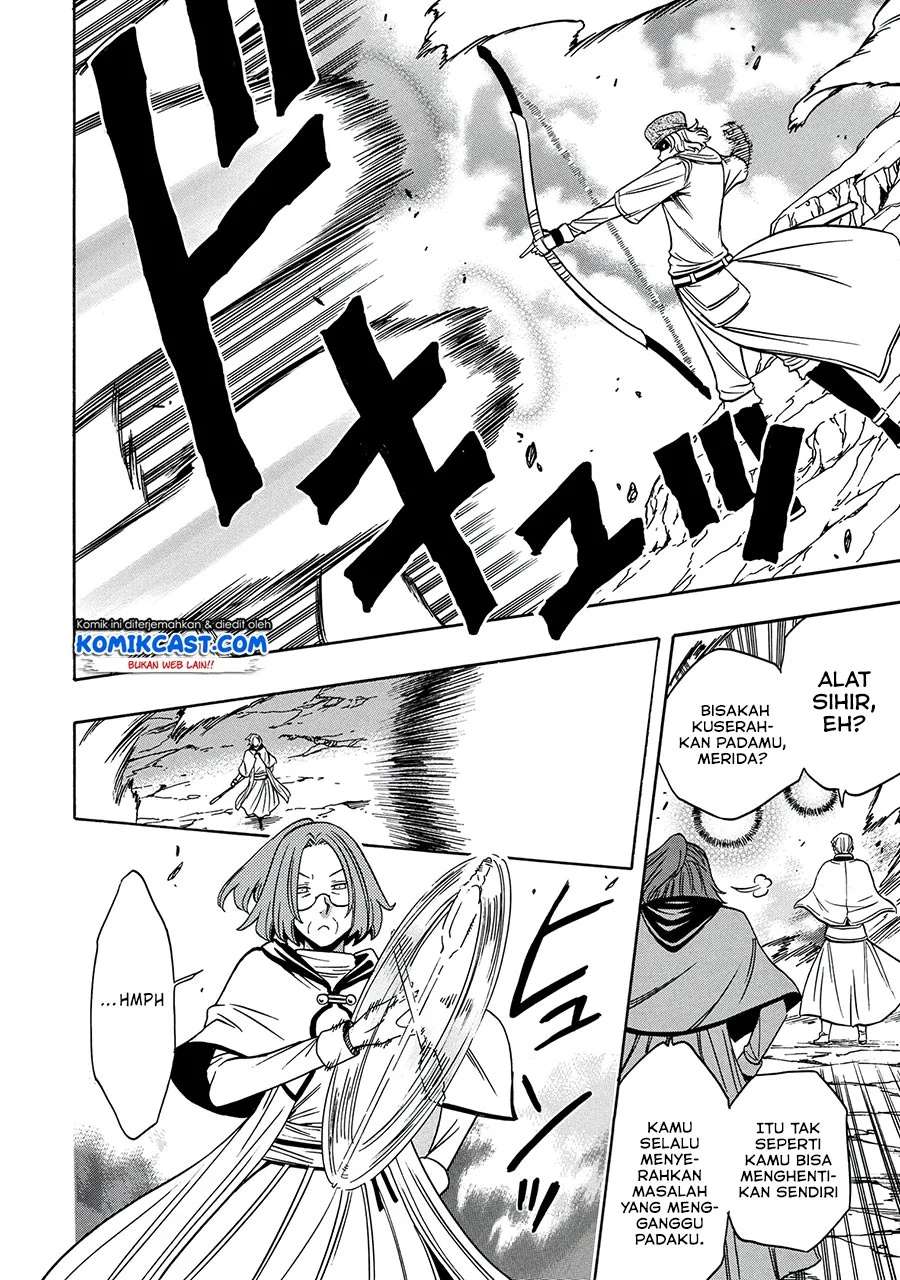 ドキュッ
Komik ini diterjemahkan & diedit oleh
KOMIKCAST.COM
BUKAN WEB LAIN!!
ALAT
SIHIR,
EH?
BISAKAH
KUSERAH-
KAN PADAMU,
MERIDA?
ITU TAK
SEPERTI
KAMU BISA
MENGHENTI-
KAN SENDIRI
KAMU
SELALU
MENYE-
RAHKAN
MASALAH
YANG MENG-
GANGGU
PADAKU.
ビュン
...HMPH